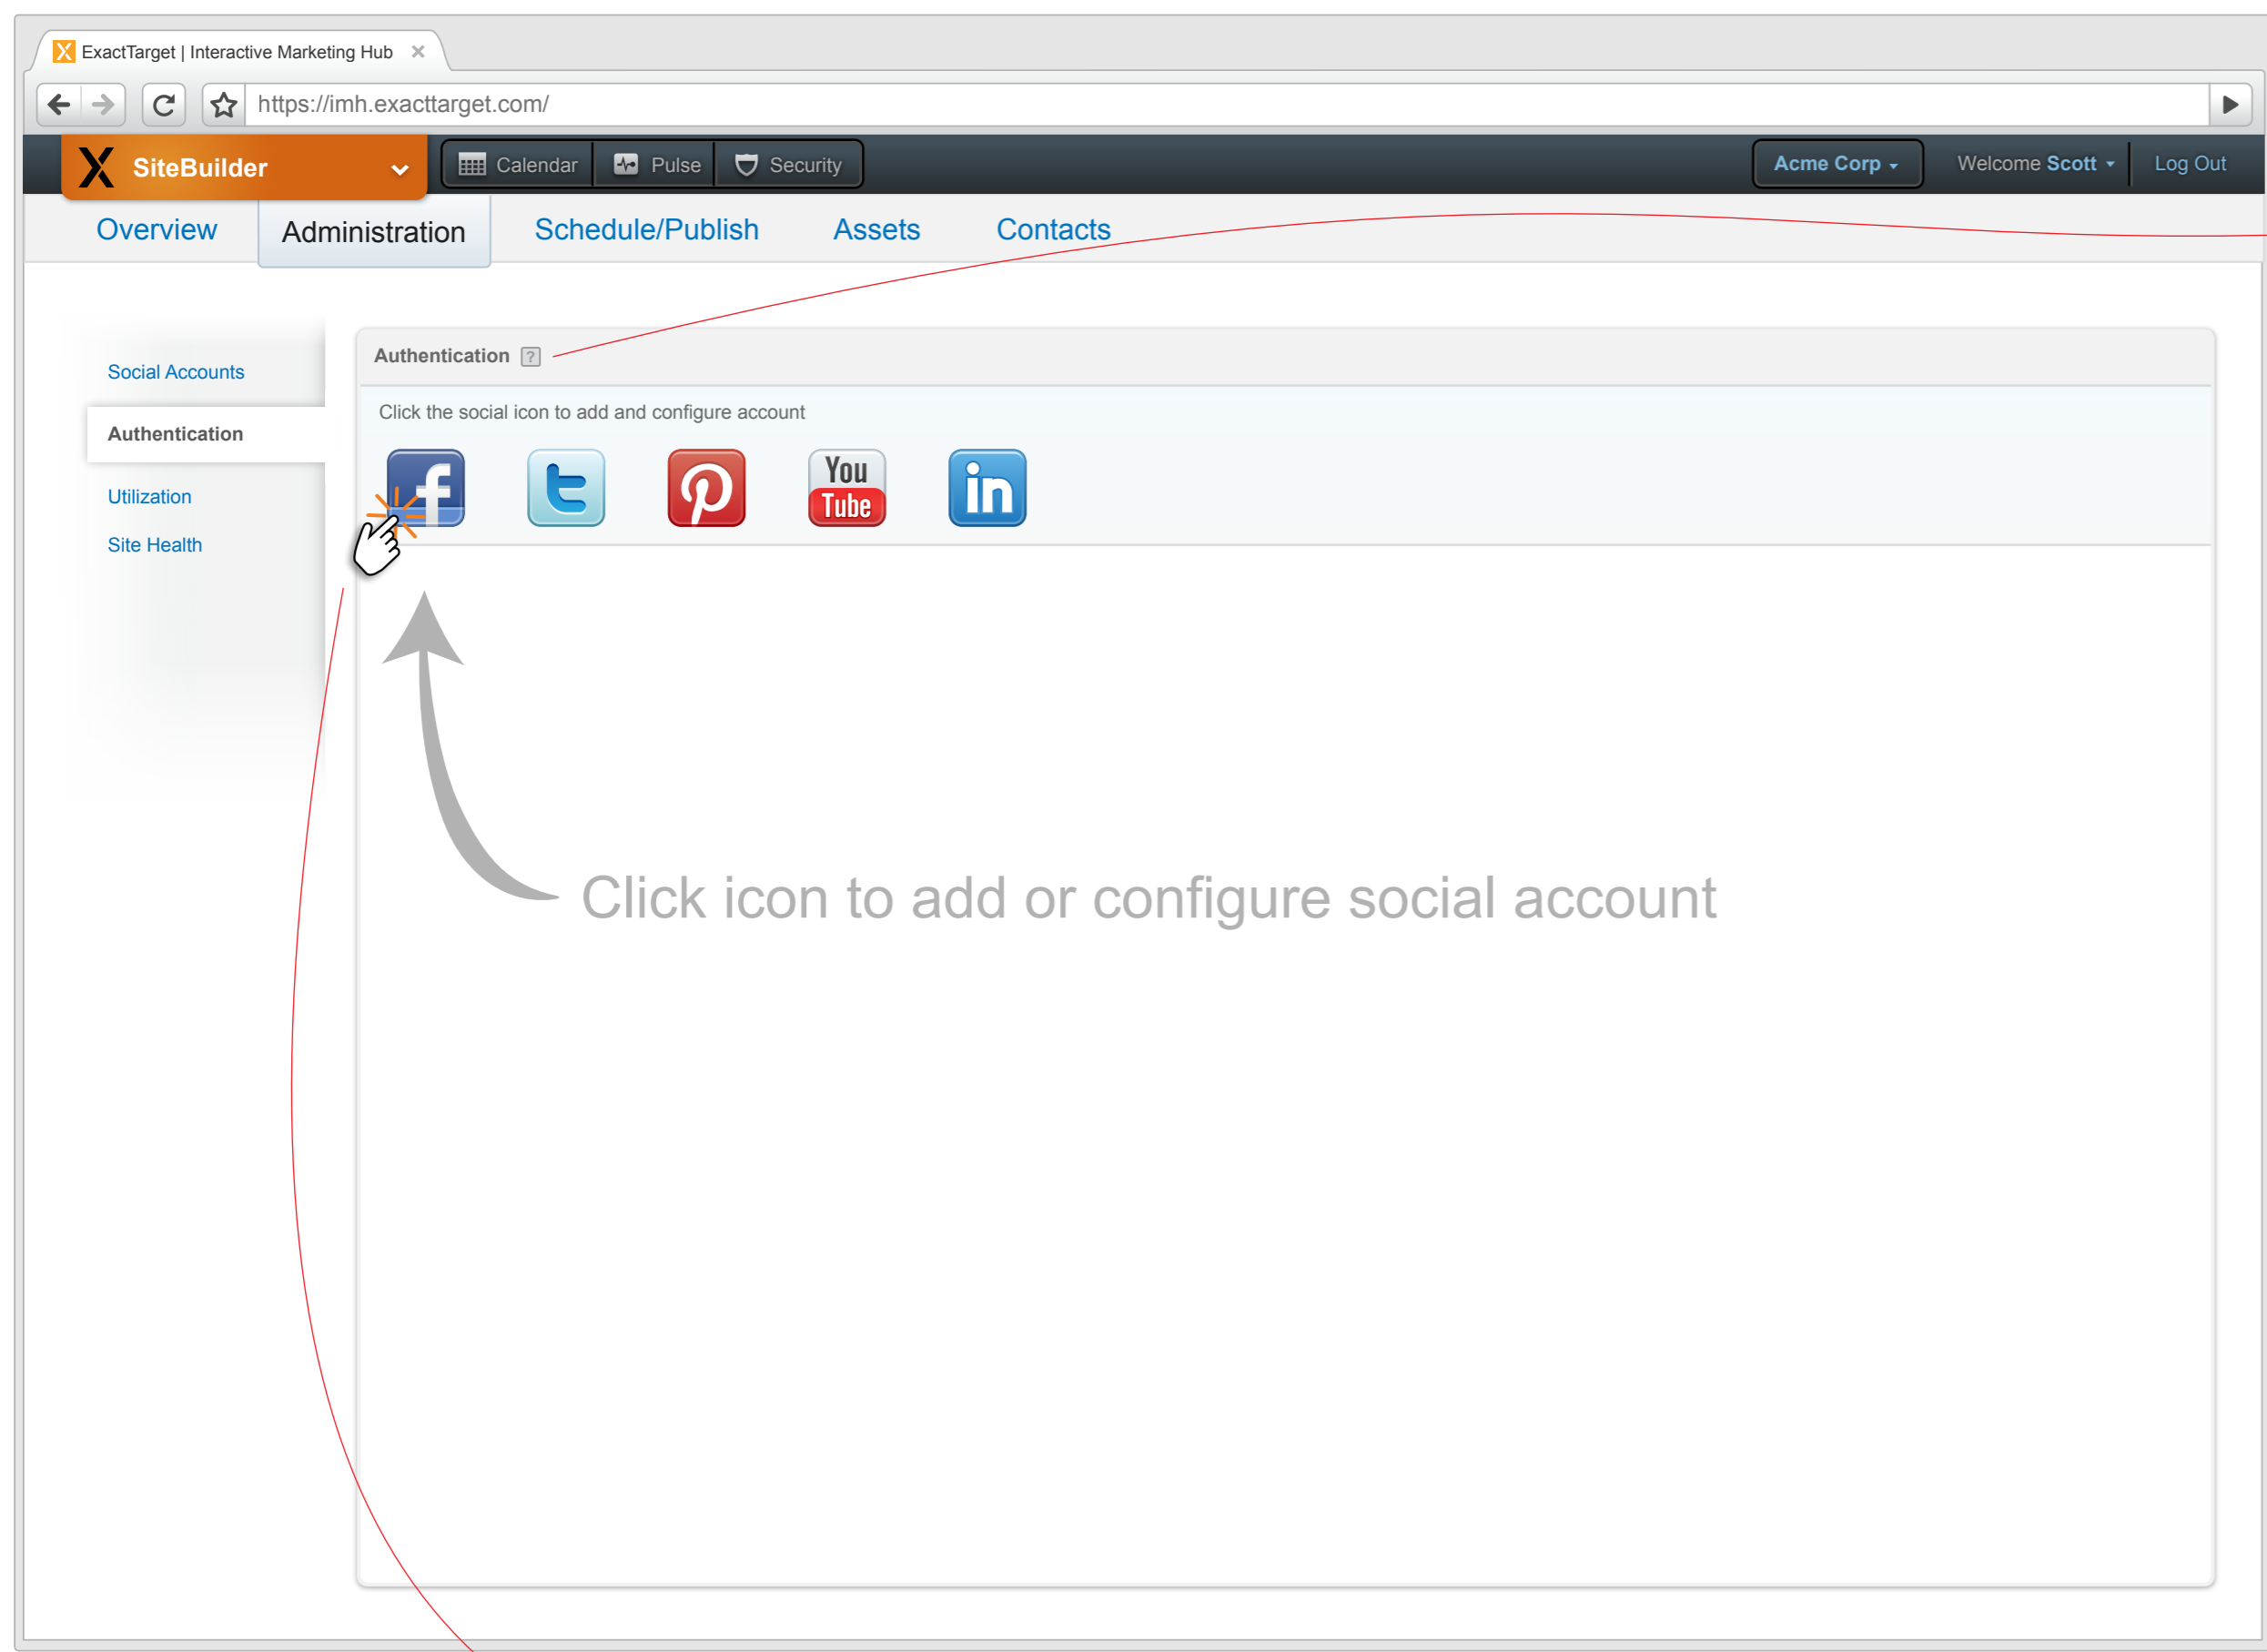 ExactTarget | Interactive Marketing Hub
https://imh.exacttarget.com/
SiteBuilder Calendar Pulse Security Acme Corp Welcome Scott Log Out
Overview Administration Schedule/Publish Assets Contacts
Social Accounts
Authentication
Utilization
Site Health
Authentication ?
Click the social icon to add and configure account
You
Tube
in
Click icon to add or configure social account